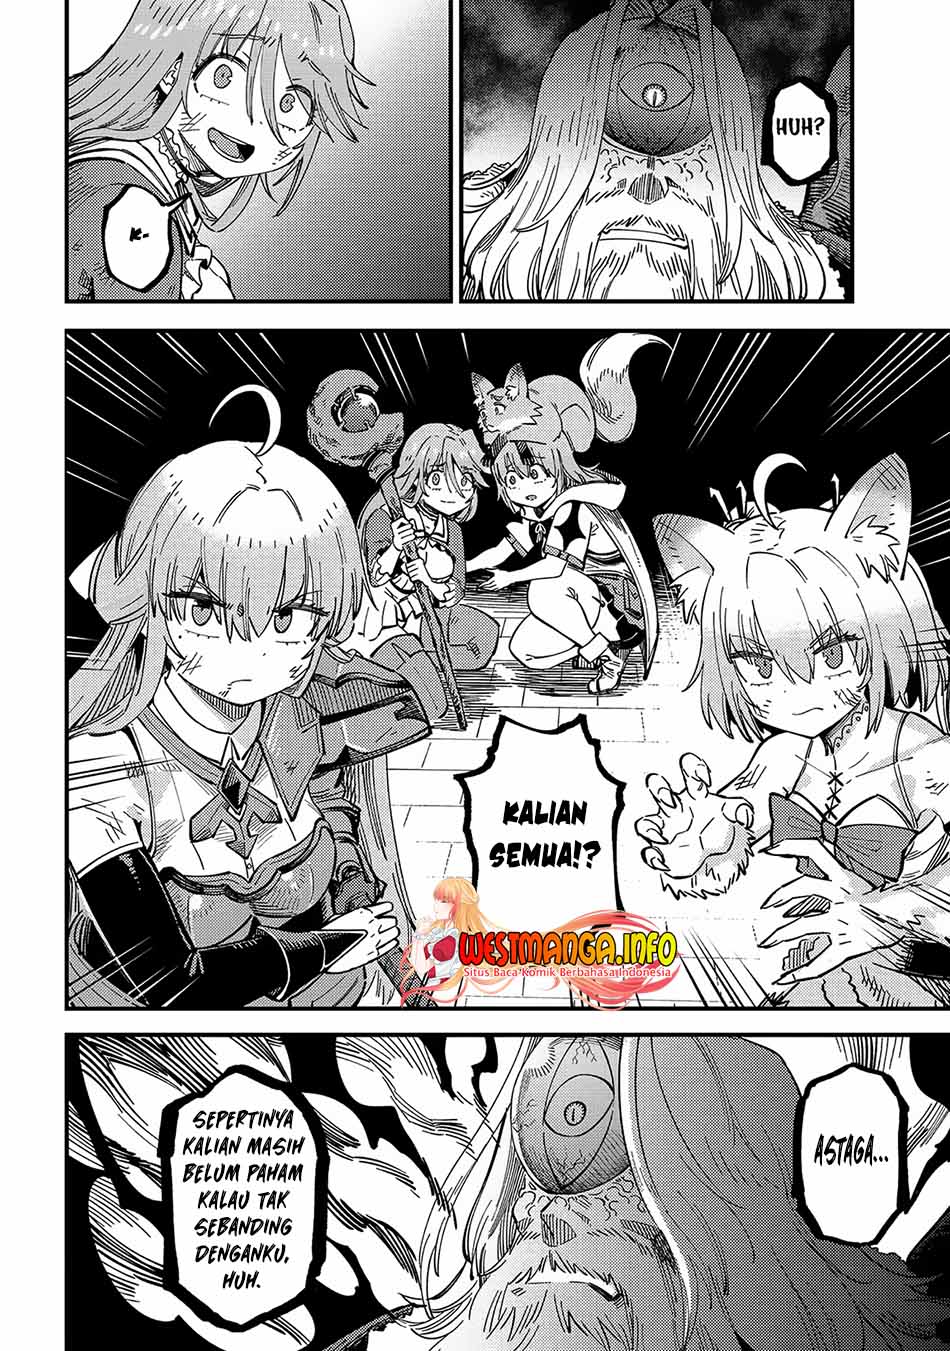 HUH?
K-
KALIAN
SEMUA!?
WESTMANGA.INFO
Situs Baca Komik Berbahasa Indonesia
ASTAGA...
SEPERTINYA
KALIAN MASIH
BELUM PAHAM
KALAU TAK
SEBANDING
DENGANKU,
HUH.